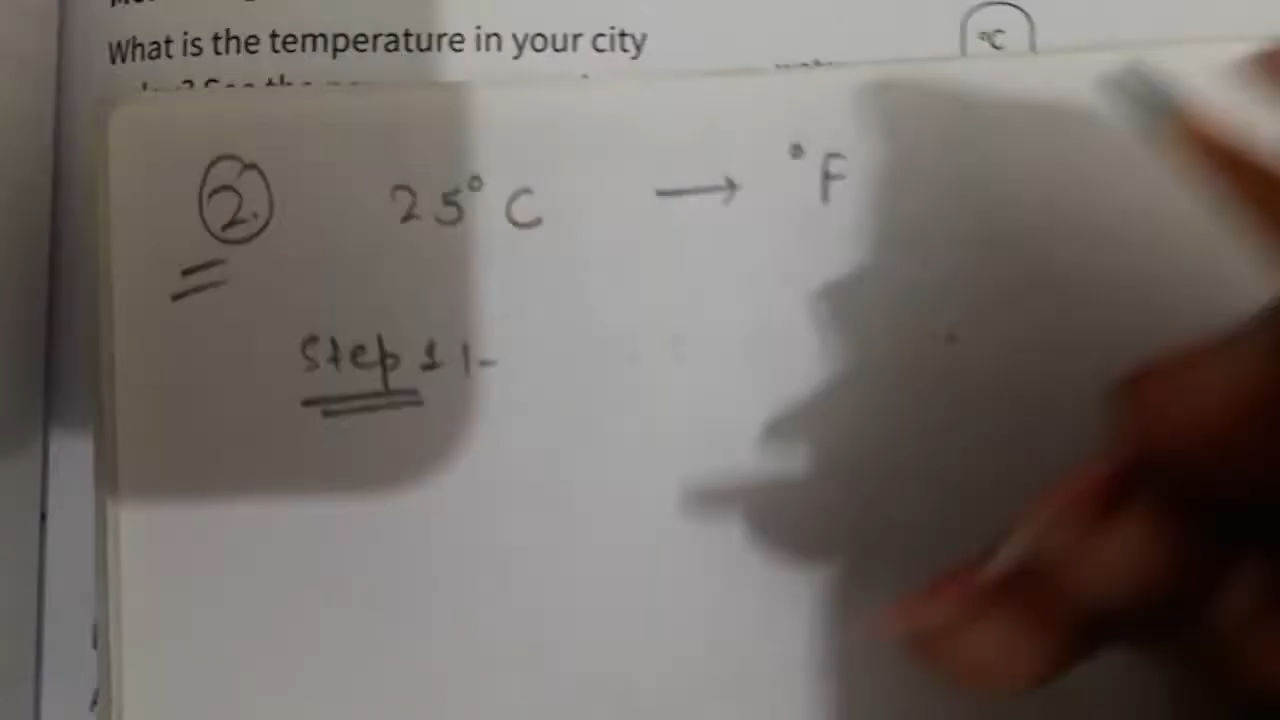 What is the temperature in your city
°C
2. 25°C → °F
Step 1 :-